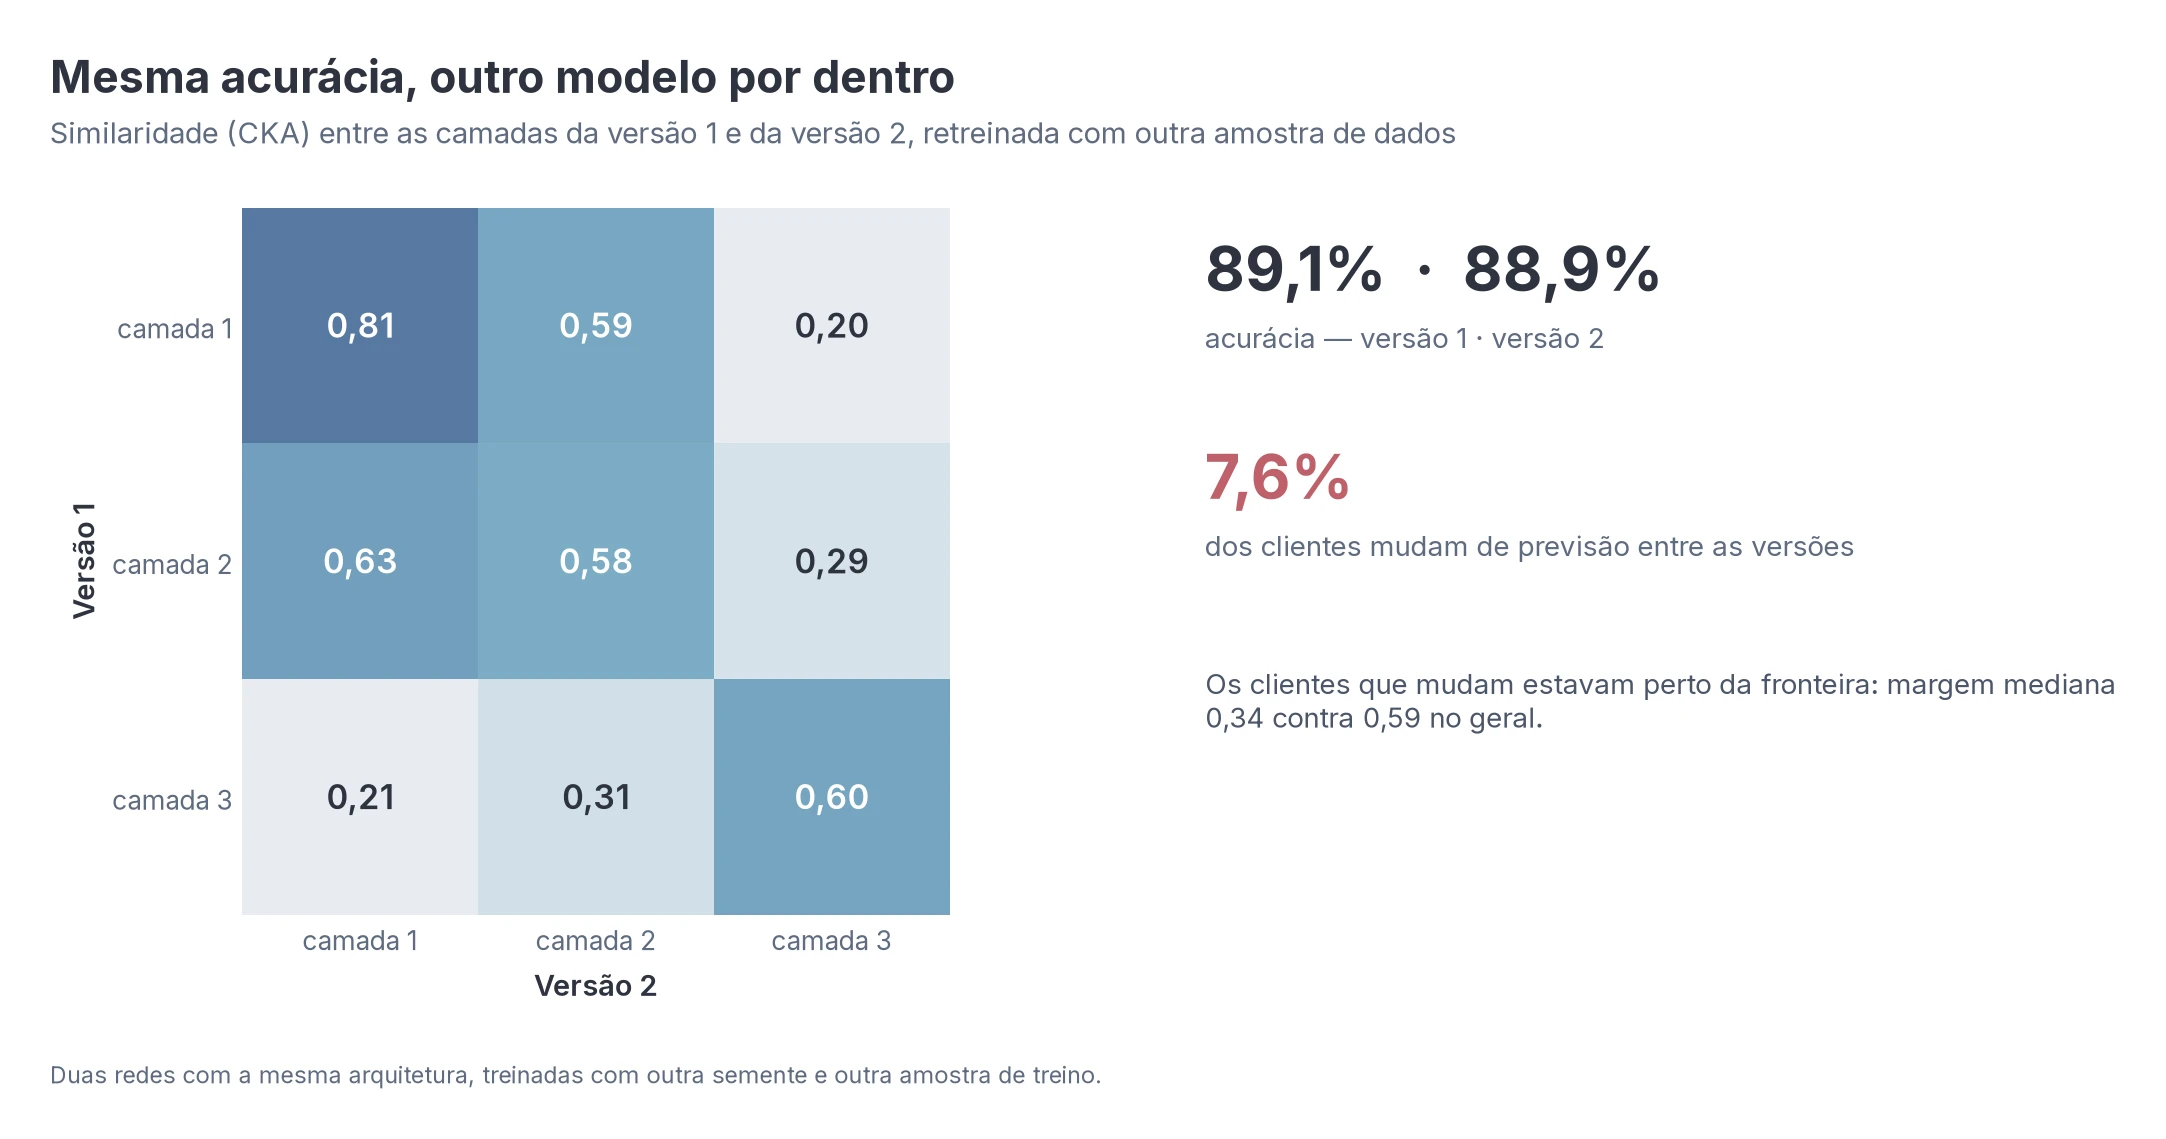 Mesma acurácia, outro modelo por dentro
Similaridade (CKA) entre as camadas da versão 1 e da versão 2, retreinada com outra amostra de dados
Versão 1
camada 1
0,81
0,59
0,20
camada 2
0,63
0,58
0,29
camada 3
0,21
0,31
0,60
camada 1
camada 2
camada 3
Versão 2
89,1% · 88,9%
acurácia — versão 1 · versão 2
7,6%
dos clientes mudam de previsão entre as versões
Os clientes que mudam estavam perto da fronteira: margem mediana
0,34 contra 0,59 no geral.
Duas redes com a mesma arquitetura, treinadas com outra semente e outra amostra de treino.